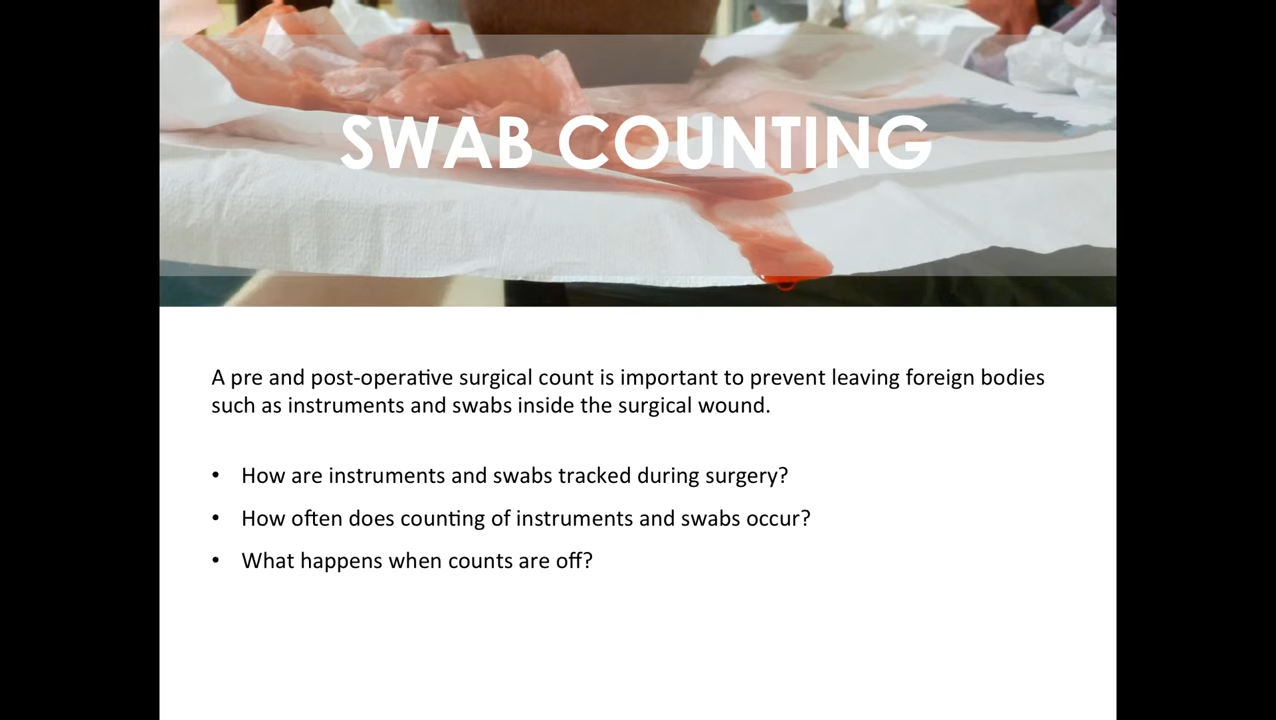 SWAB COUNTING
A pre and post-operative surgical count is important to prevent leaving foreign bodies
such as instruments and swabs inside the surgical wound.
• How are instruments and swabs tracked during surgery?
• How often does counting of instruments and swabs occur?
• What happens when counts are off?